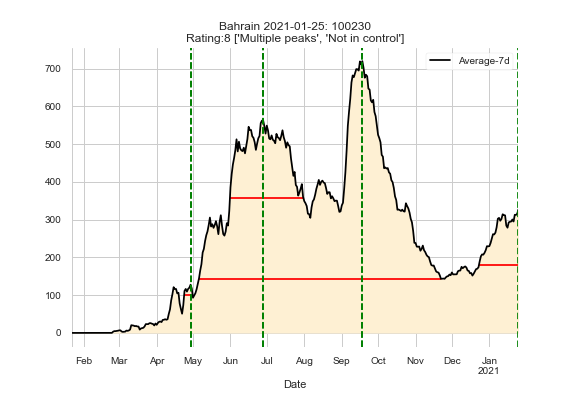 Bahrain 2021-01-25: 100230
Rating:8 ['Multiple peaks', 'Not in control']
Average-7d
700
600
500
400
300
200
100
0
Feb Mar Apr May Jun Jul Aug Sep Oct Nov Dec Jan
2021
Date